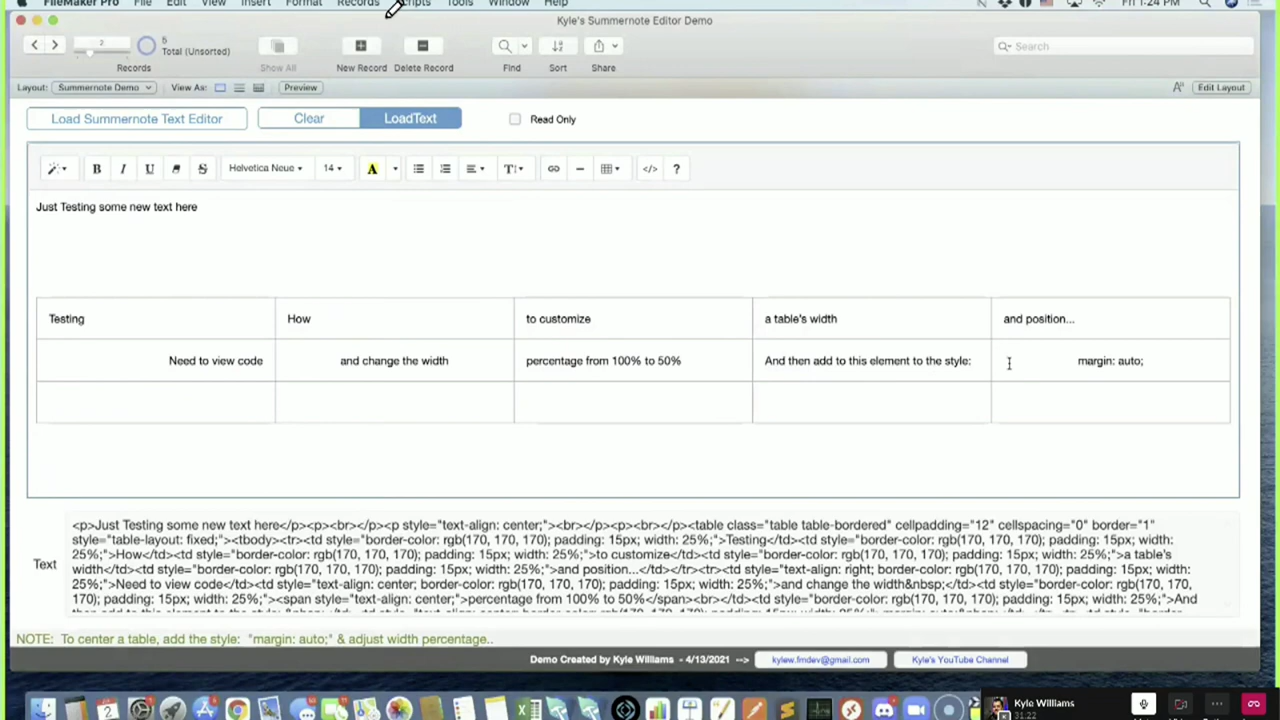 FileMaker Pro File Edit View Insert Format Records Scripts Tools Window Help Fri 1:24 PM
Kyle's Summernote Editor Demo
2
5
Total (Unsorted)
Search
Records Show All New Record Delete Record Find Sort Share
Layout: Summernote Demo View As: Preview Edit Layout
Load Summernote Text Editor Clear LoadText Read Only
B I U S Helvetica Neue 14 A </> ?
Just Testing some new text here
Testing How to customize a table's width and position...
Need to view code and change the width percentage from 100% to 50% And then add to this element to the style: margin: auto;
<p>Just Testing some new text here</p><p><br></p><p style="text-align: center;"><br></p><p><br></p><table class="table table-bordered" cellpadding="12" cellspacing="0" border="1"
style="table-layout: fixed;"><tbody><tr><td style="border-color: rgb(170, 170, 170); padding: 15px; width: 25%;">Testing</td><td style="border-color: rgb(170, 170, 170); padding: 15px; width:
25%;">How</td><td style="border-color: rgb(170, 170, 170); padding: 15px; width: 25%;">to customize</td><td style="border-color: rgb(170, 170, 170); padding: 15px; width: 25%;">a table's
Text
width</td><td style="border-color: rgb(170, 170, 170); padding: 15px; width: 25%;">and position...</td></tr><tr><td style="text-align: right; border-color: rgb(170, 170, 170); padding: 15px; width:
25%;">Need to view code</td><td style="text-align: center; border-color: rgb(170, 170, 170); padding: 15px; width: 25%;">and change the width&nbsp;</td><td style="border-color: rgb(170, 170,
170); padding: 15px; width: 25%;"><span style="text-align: center;">percentage from 100% to 50%</span><br></td><td style="border-color: rgb(170, 170, 170); padding: 15px; width: 25%;">And
NOTE: To center a table, add the style: "margin: auto;" & adjust width percentage..
Demo Created by Kyle Williams - 4/13/2021 --> kylew.fmdev@gmail.com Kyle's YouTube Channel
Kyle Williams
31:22